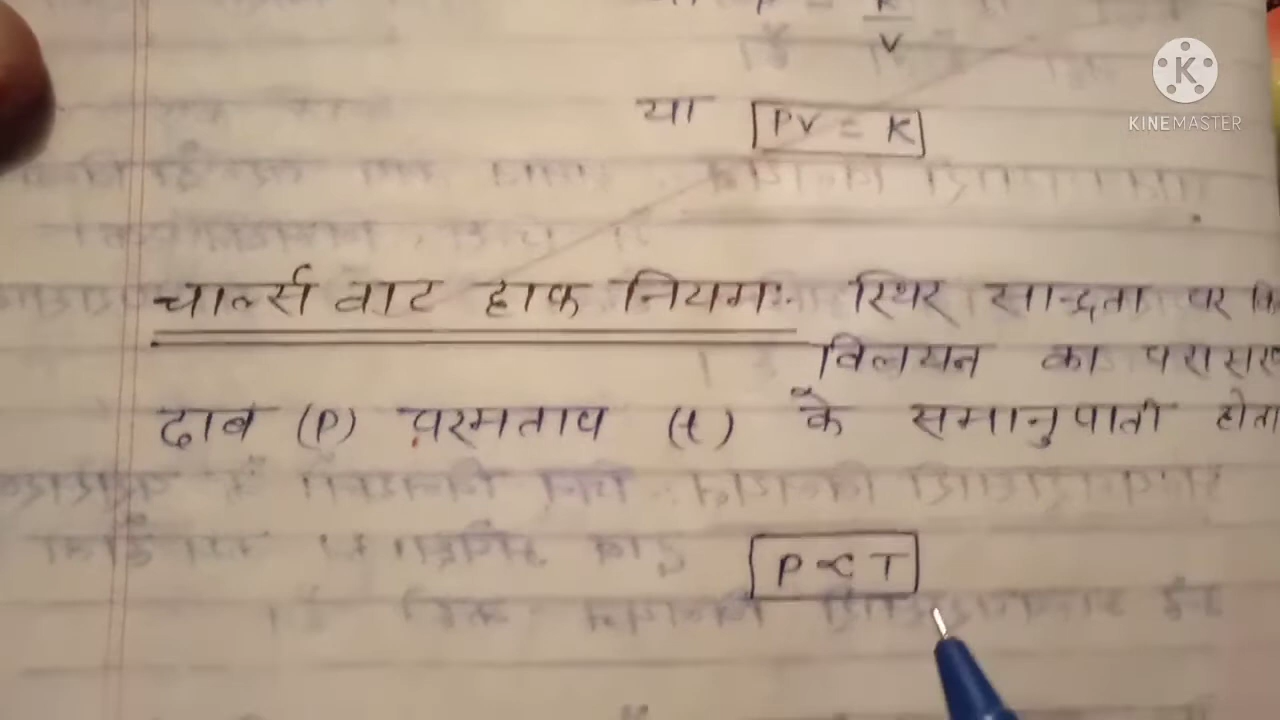 K
V
K
KINEMASTER
या PV = K
चार्ल्स वाट हाफ नियमः- स्थिर सान्द्रता पर
विलयन का परासरण
दाब (P) परमताप (t) के समानुपाती होता
P ∝ T